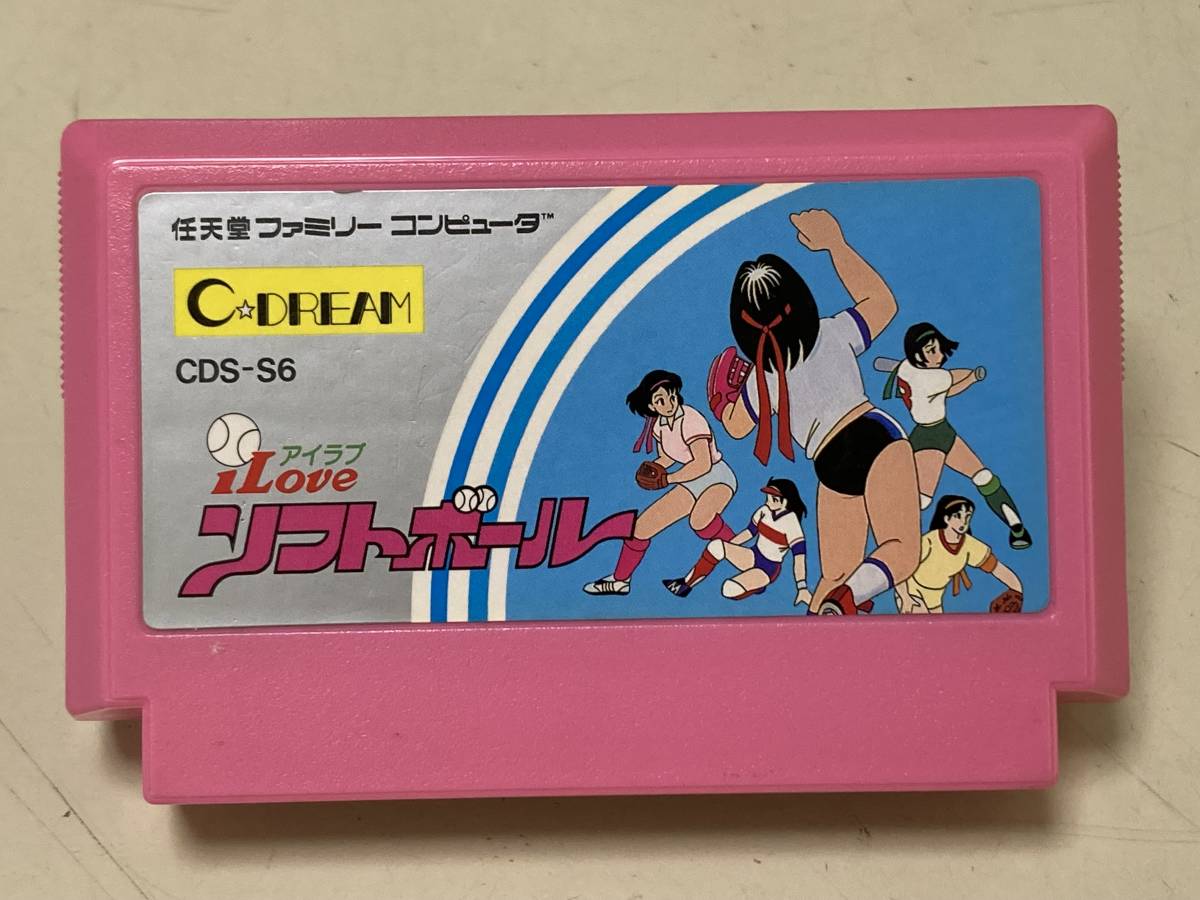 任天堂 ファミリー コンピュータ™
C☆DREAM
CDS-S6
アイラブ
iLove
ソフトボール